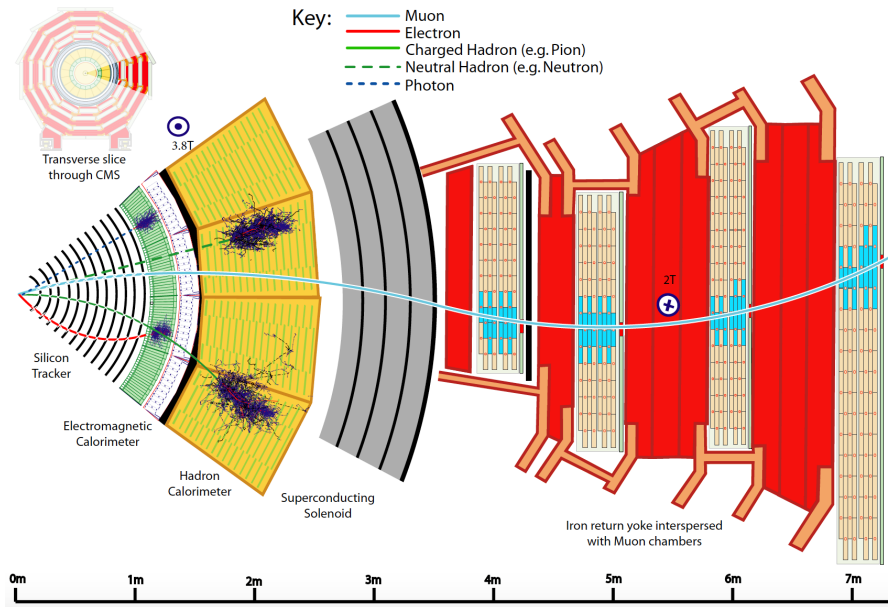 Key:
Muon
Electron
Charged Hadron (e.g. Pion)
Neutral Hadron (e.g. Neutron)
Photon
Transverse slice
through CMS
3.8T
2T
Silicon
Tracker
Electromagnetic
Calorimeter
Hadron
Calorimeter
Superconducting
Solenoid
Iron return yoke interspersed
with Muon chambers
0m
1m
2m
3m
4m
5m
6m
7m